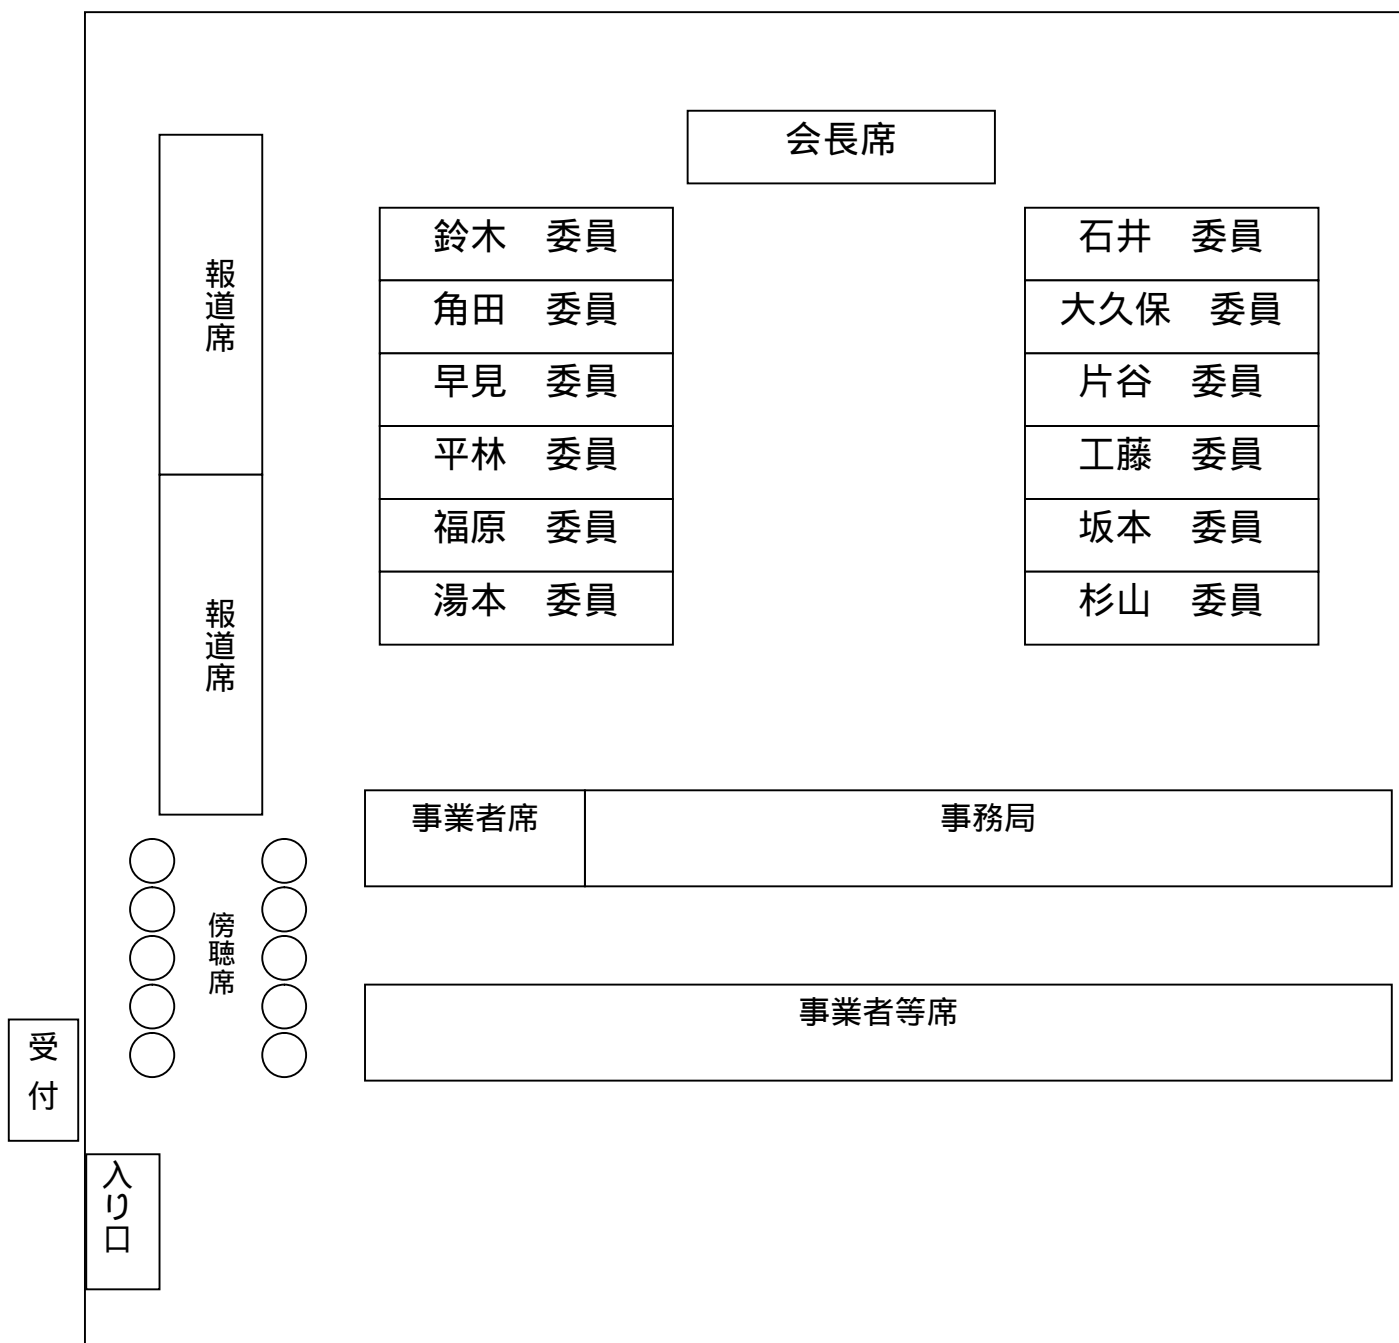 会長席
報道席
報道席
鈴木　委員
角田　委員
早見　委員
平林　委員
福原　委員
湯本　委員
石井　委員
大久保　委員
片谷　委員
工藤　委員
坂本　委員
杉山　委員
事業者席
事務局
傍聴席
事業者等席
受付
入り口